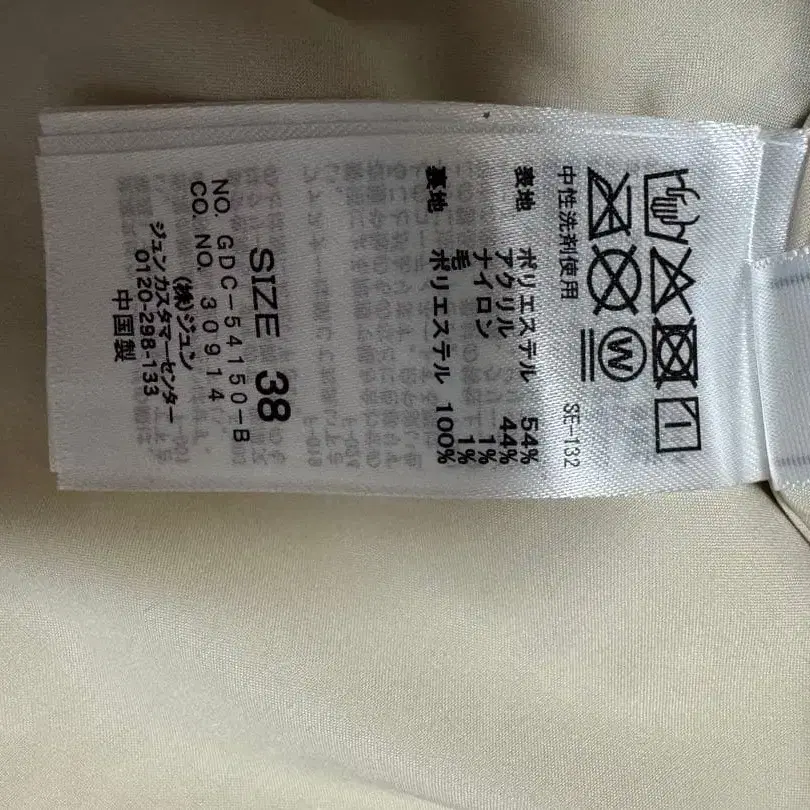 中性洗剤使用 SE-132
表地 ポリエステル 54%
アクリル 44%
ナイロン 1%
毛 1%
裏地 ポリエステル 100%
SIZE 38
NO. GDC-54150-B
CO. NO. 30914
(株)ジュン
ジュンカスタマーセンター
0120-298-133
中国製